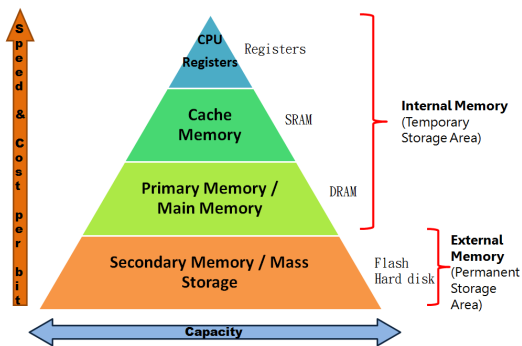 Speed & Cost per bit
CPU
Registers
Registers
Cache
Memory
SRAM
Internal Memory
(Temporary
Storage Area)
Primary Memory /
Main Memory
DRAM
Secondary Memory / Mass
Storage
Flash
Hard disk
External
Memory
(Permanent
Storage
Area)
Capacity